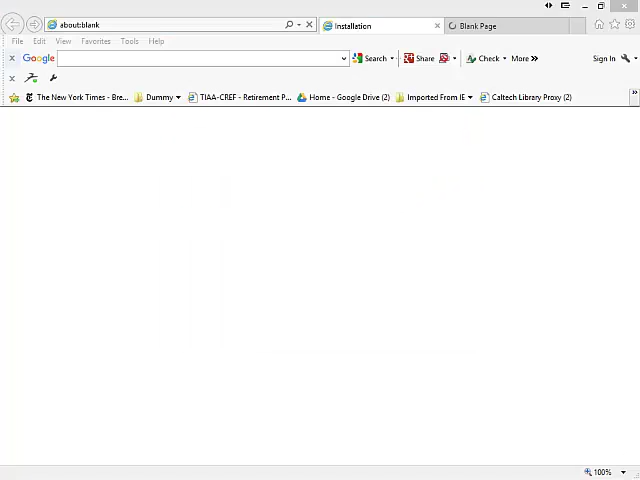 about:blank
Installation
Blank Page
File Edit View Favorites Tools Help
Google Search Share Check More Sign In
The New York Times - Bre... Dummy TIAA-CREF - Retirement P... Home - Google Drive (2) Imported From IE Caltech Library Proxy (2)
100%